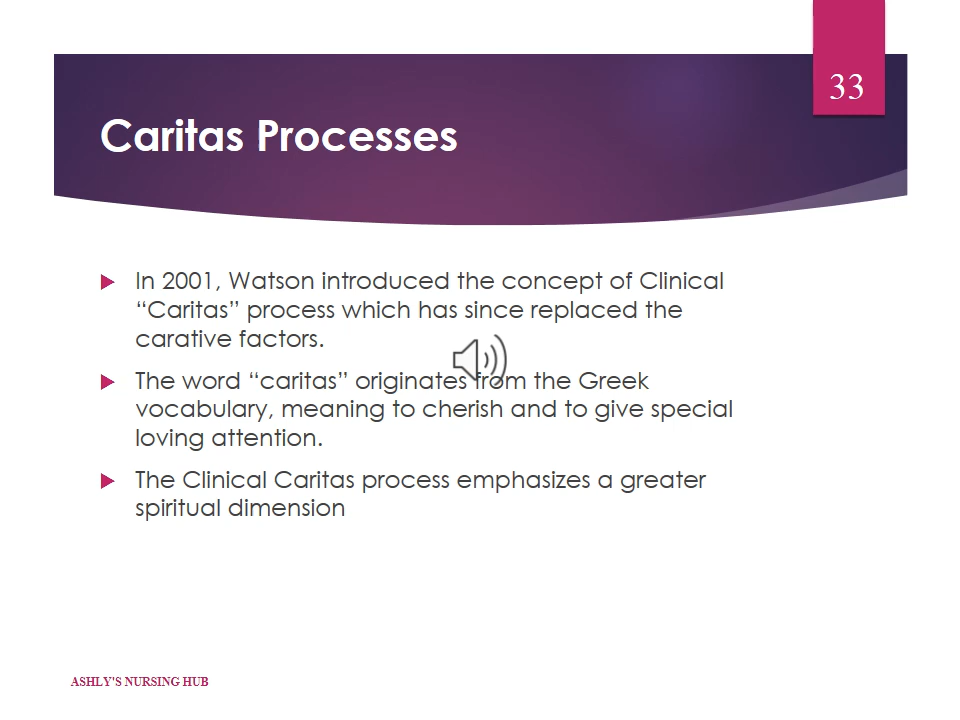 33
Caritas Processes
In 2001, Watson introduced the concept of Clinical
“Caritas” process which has since replaced the
carative factors.
The word “caritas” originates from the Greek
vocabulary, meaning to cherish and to give special
loving attention.
The Clinical Caritas process emphasizes a greater
spiritual dimension
ASHLY'S NURSING HUB